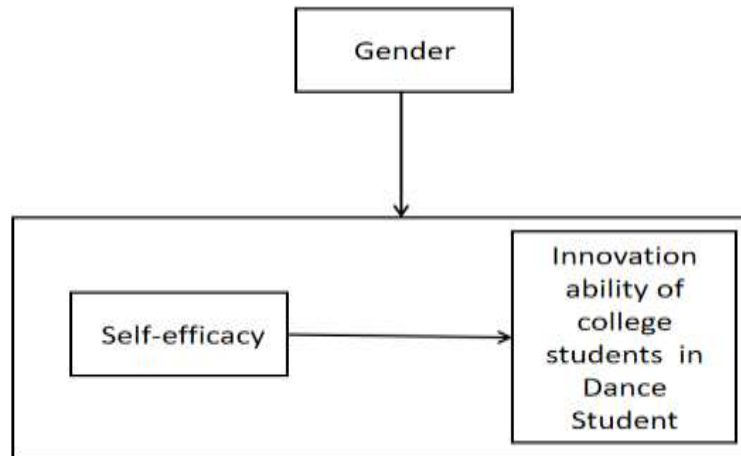 Gender
Self-efficacy
Innovation
ability of
college
students in
Dance
Student